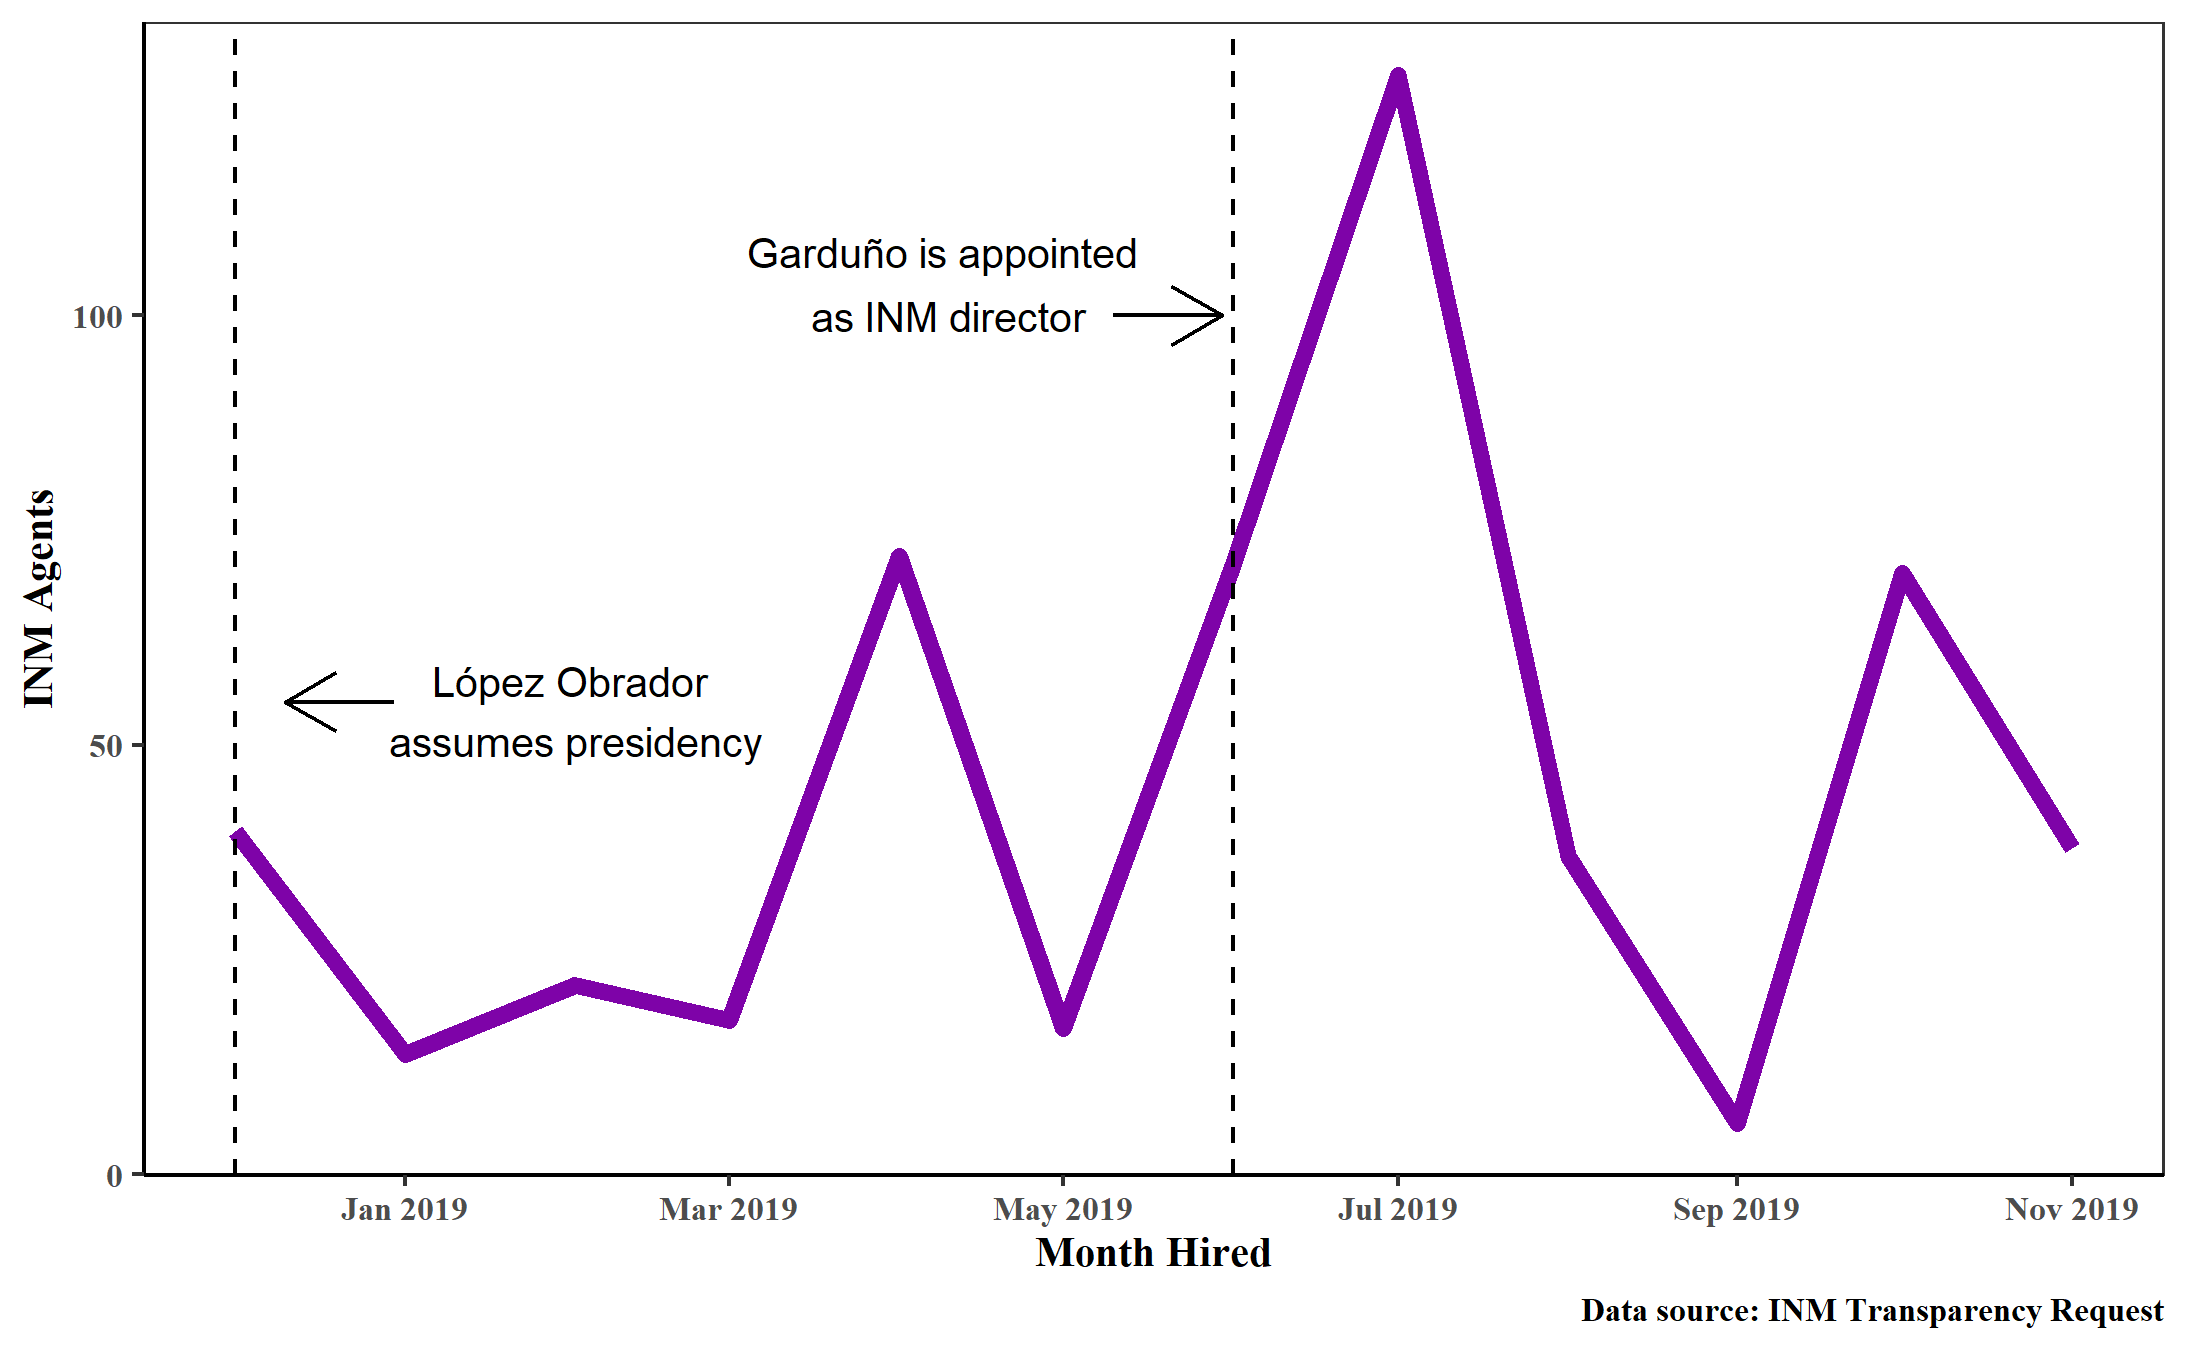 Garduño is appointed
as INM director
100
López Obrador
assumes presidency
50
0
INM Agents
Jan 2019
Mar 2019
May 2019
Jul 2019
Sep 2019
Nov 2019
Month Hired
Data source: INM Transparency Request